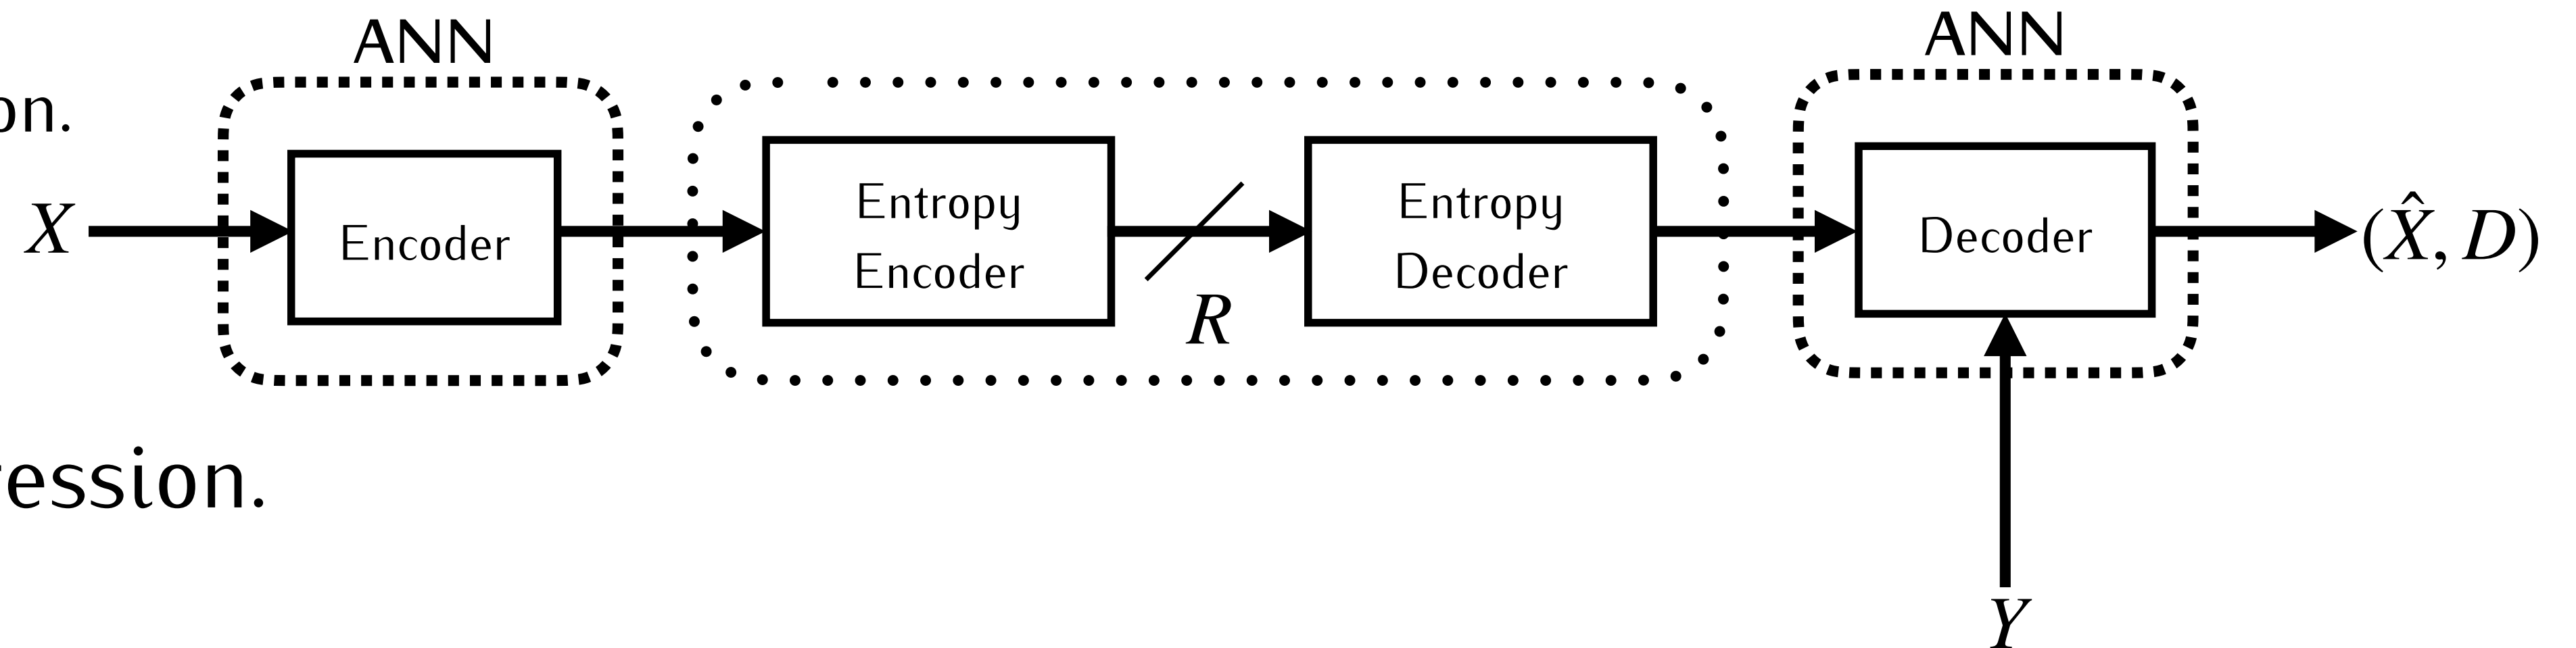 ANN
ANN
on.
X
Encoder
Entropy
Encoder
R
Entropy
Decoder
Decoder
(X̂, D)
ression.
Y